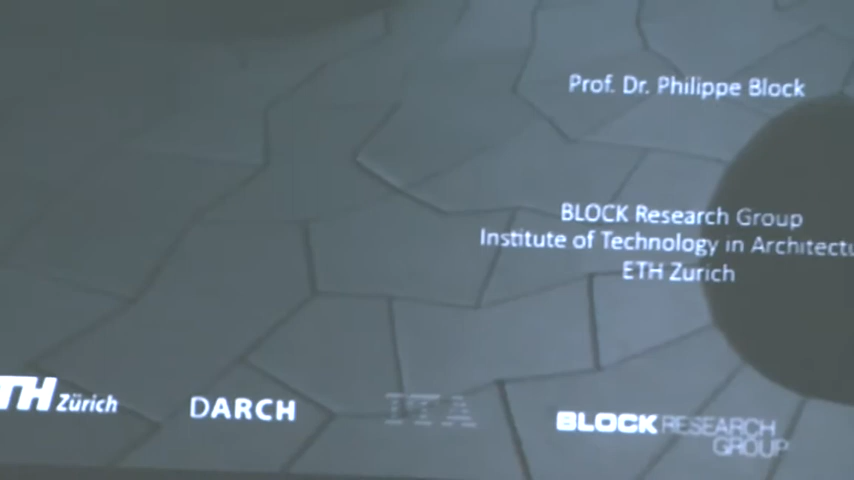 Prof. Dr. Philippe Block
BLOCK Research Group
Institute of Technology in Architectu
ETH Zurich
TH Zürich
DARCH
ITA
BLOCK RESEARCH
GROUP